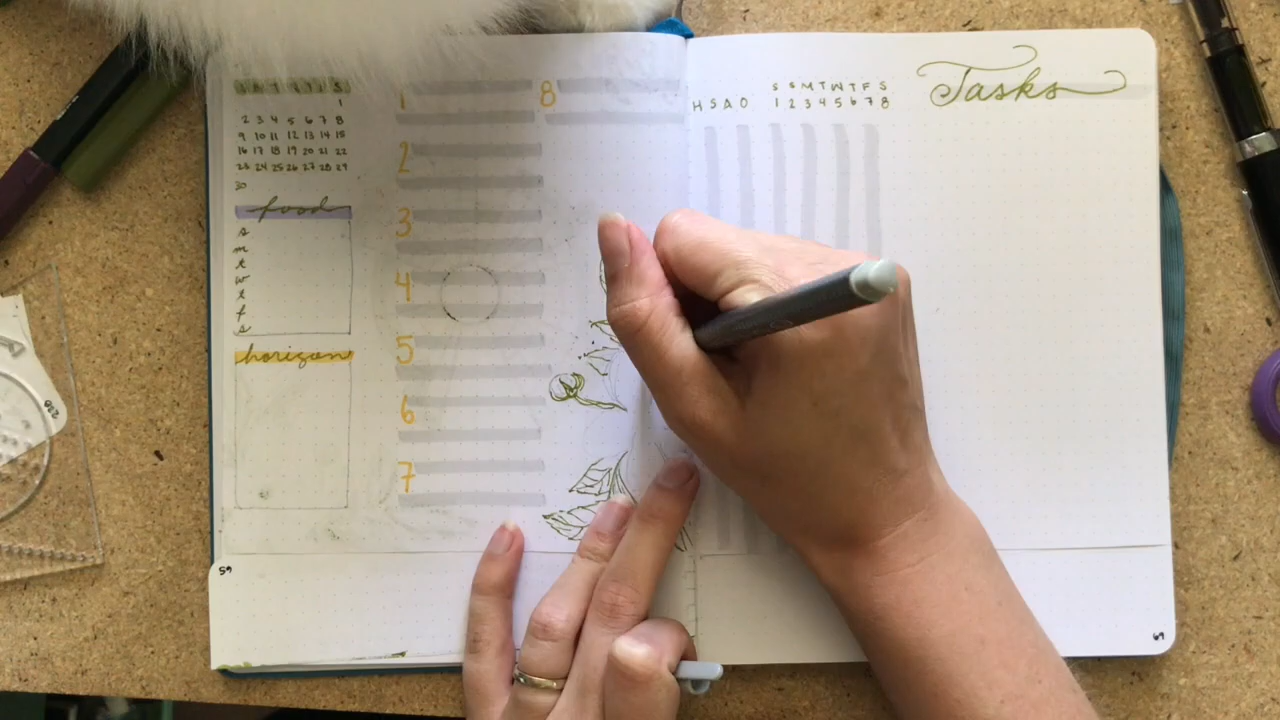 S M T W T F S
1
2 3 4 5 6 7 8
9 10 11 12 13 14 15
16 17 18 19 20 21 22
23 24 25 26 27 28 29
30
food
s
m
t
w
t
f
s
horizon
1
2
3
4
5
6
7
8
S S M T W T F S
H S A O 1 2 3 4 5 6 7 8
Tasks